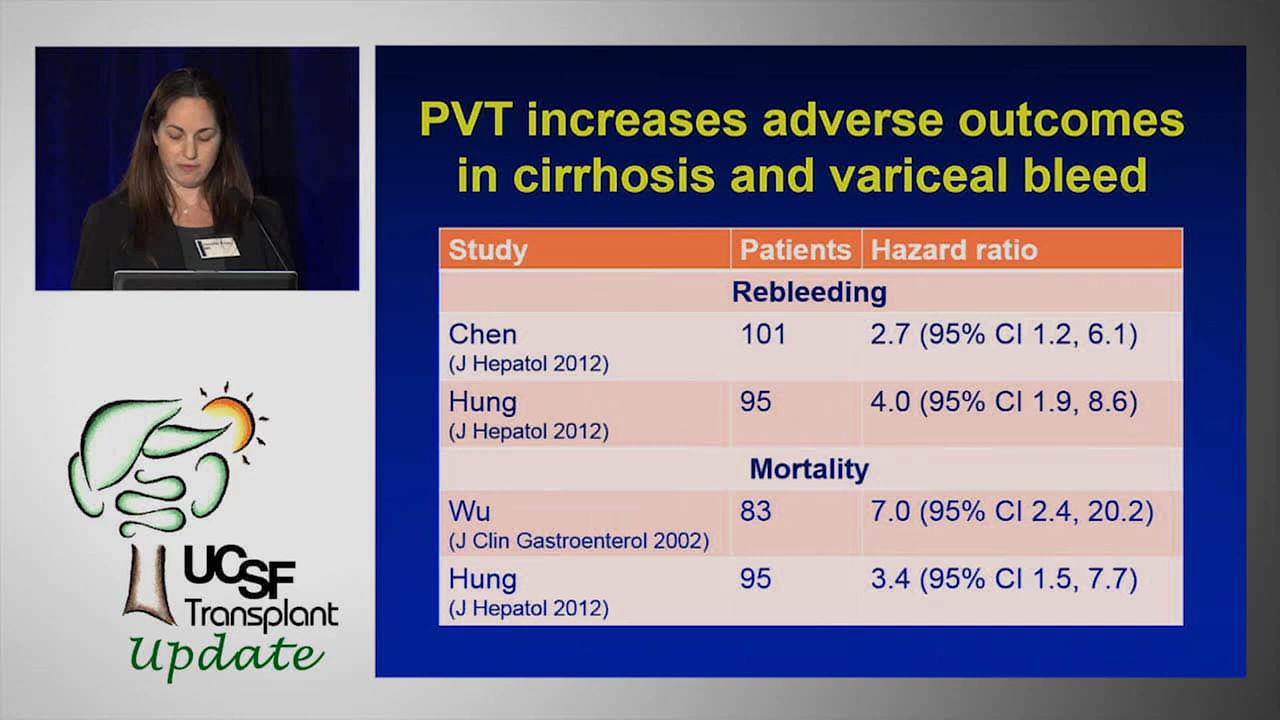 PVT increases adverse outcomes
in cirrhosis and variceal bleed
Study Patients Hazard ratio
Rebleeding
Chen 101 2.7 (95% CI 1.2, 6.1)
(J Hepatol 2012)
Hung 95 4.0 (95% CI 1.9, 8.6)
(J Hepatol 2012)
Mortality
Wu 83 7.0 (95% CI 2.4, 20.2)
(J Clin Gastroenterol 2002)
Hung 95 3.4 (95% CI 1.5, 7.7)
(J Hepatol 2012)
UCSF
Transplant
Update